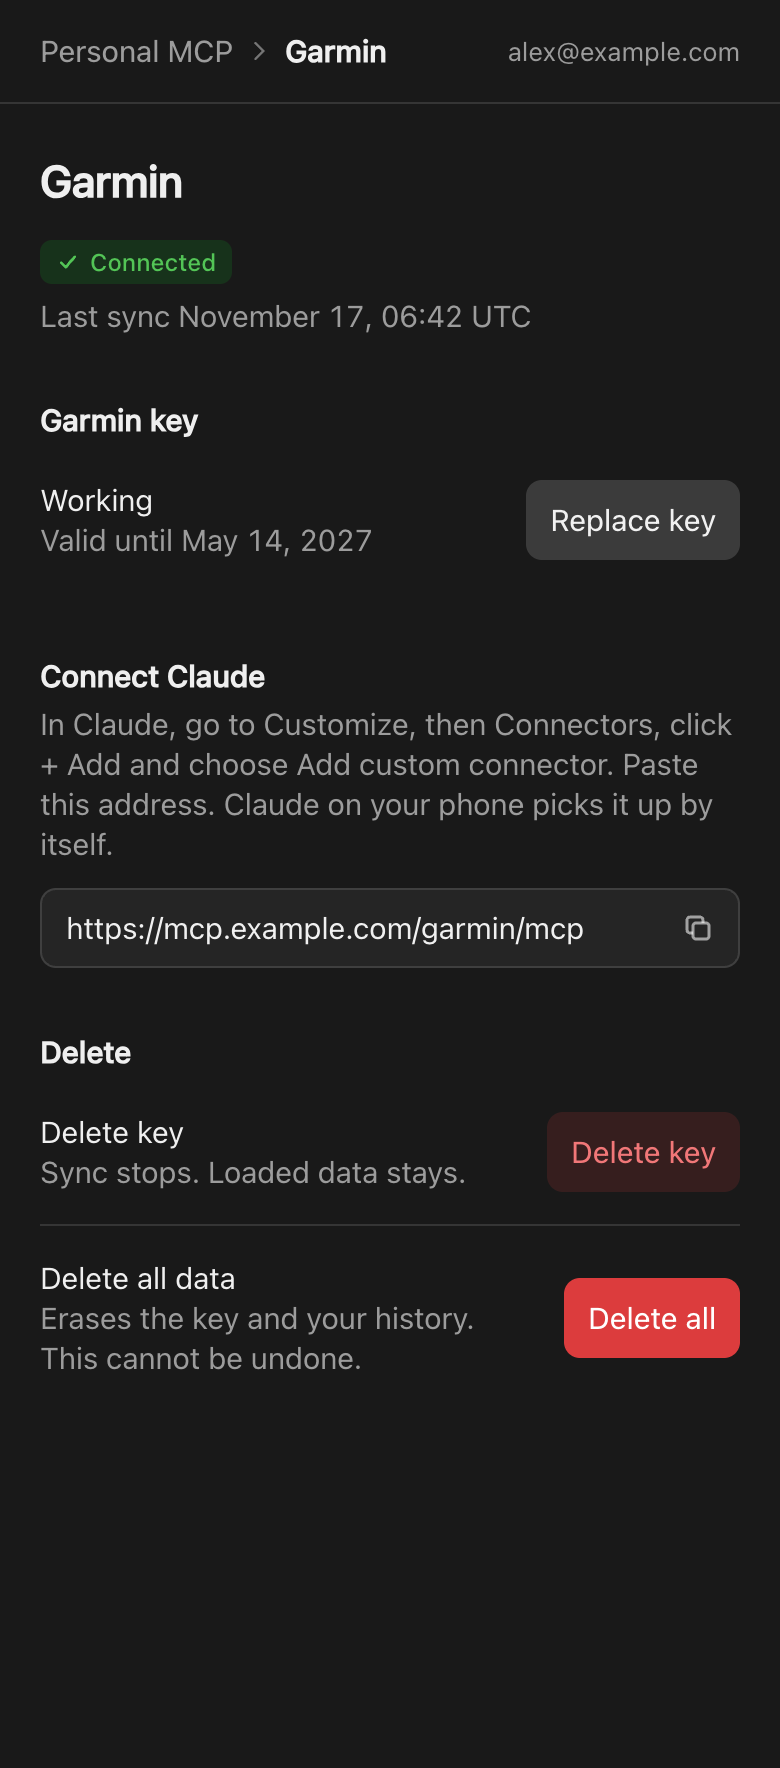 Personal MCP > Garmin
alex@example.com
Garmin
Connected
Last sync November 17, 06:42 UTC
Garmin key
Working
Valid until May 14, 2027
Replace key
Connect Claude
In Claude, go to Customize, then Connectors, click
+ Add and choose Add custom connector. Paste
this address. Claude on your phone picks it up by
itself.
https://mcp.example.com/garmin/mcp
Delete
Delete key
Sync stops. Loaded data stays.
Delete key
Delete all data
Erases the key and your history.
This cannot be undone.
Delete all